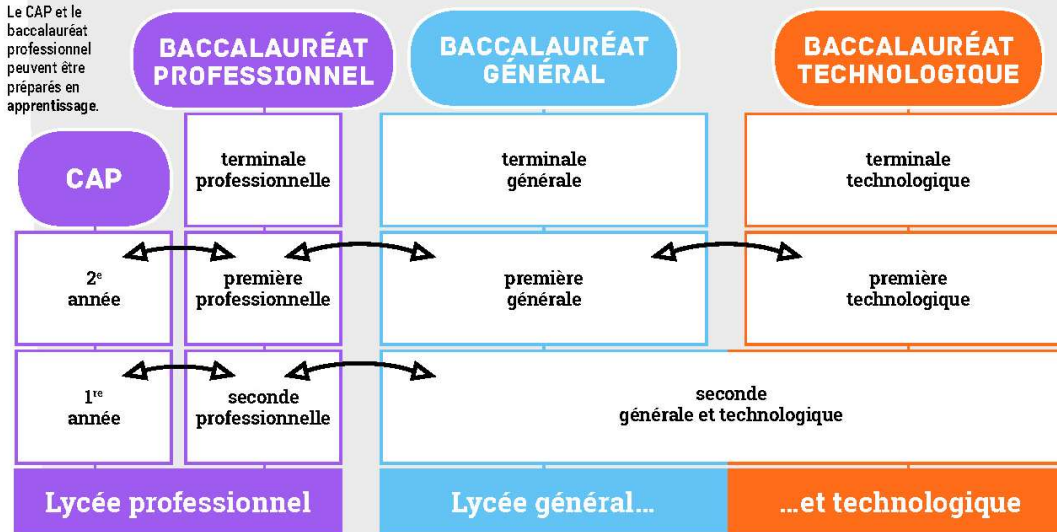 Le CAP et le
baccalauréat
professionnel
peuvent être
préparés en
apprentissage.
BACCALAURÉAT
PROFESSIONNEL
BACCALAURÉAT
GÉNÉRAL
BACCALAURÉAT
TECHNOLOGIQUE
CAP
terminale
professionnelle
terminale
générale
terminale
technologique
2e
année
première
professionnelle
première
générale
première
technologique
1re
année
seconde
professionnelle
seconde
générale et technologique
Lycée professionnel
Lycée général...
...et technologique